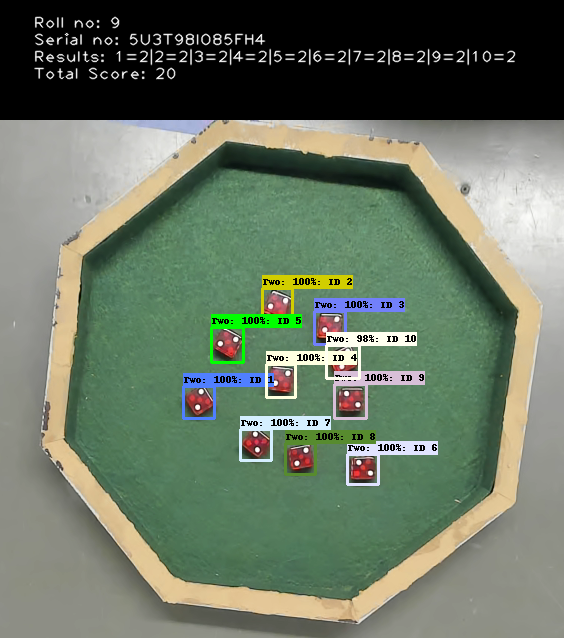 Roll no: 9
Serial no: 5U3T98I085FH4
Results: 1=2|2=2|3=2|4=2|5=2|6=2|7=2|8=2|9=2|10=2
Total Score: 20
Two: 100%: ID 2
Two: 100%: ID 3
Two: 100%: ID 5
Two: 98%: ID 10
Two: 100%: ID 4
Two: 100%: ID 1
Two: 100%: ID 9
Two: 100%: ID 7
Two: 100%: ID 8
Two: 100%: ID 6